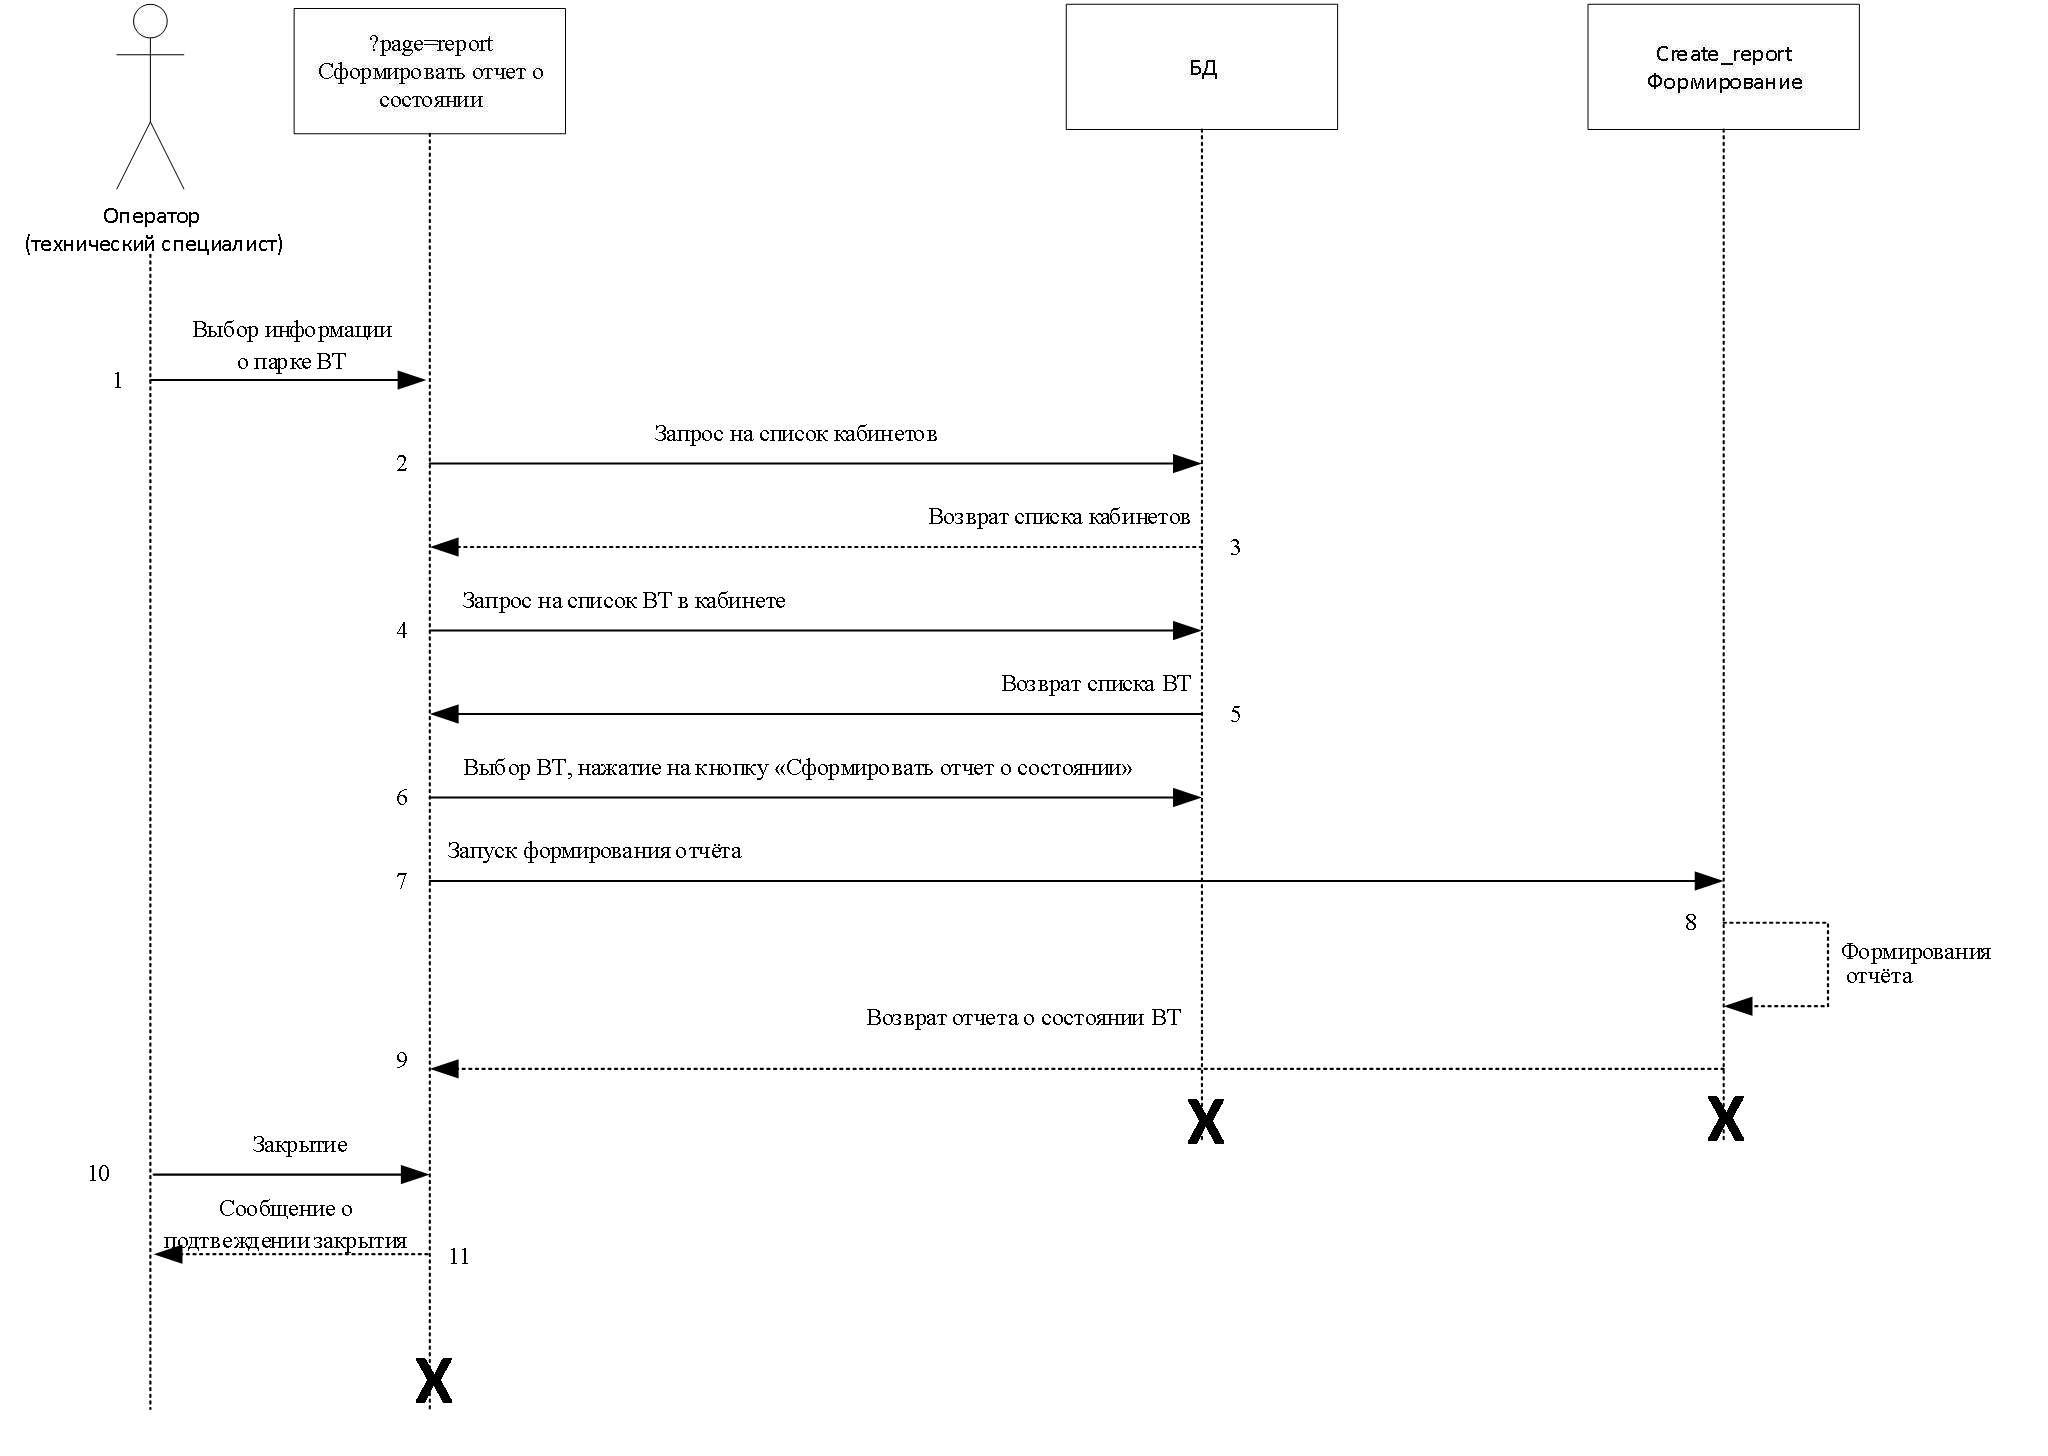 ?page=report
Сформировать отчет о
состоянии
БД
Create_report
Формирование
Оператор
(технический специалист)
Выбор информации
о парке ВТ
1
Запрос на список кабинетов
2
Возврат списка кабинетов
3
Запрос на список ВТ в кабинете
4
Возврат списка ВТ
5
Выбор ВТ, нажатие на кнопку «Сформировать отчет о состоянии»
6
Запуск формирования отчёта
7
8
Формирования
отчёта
Возврат отчета о состоянии ВТ
9
X
X
Закрытие
10
Сообщение о
подтвеждении закрытия
11
X